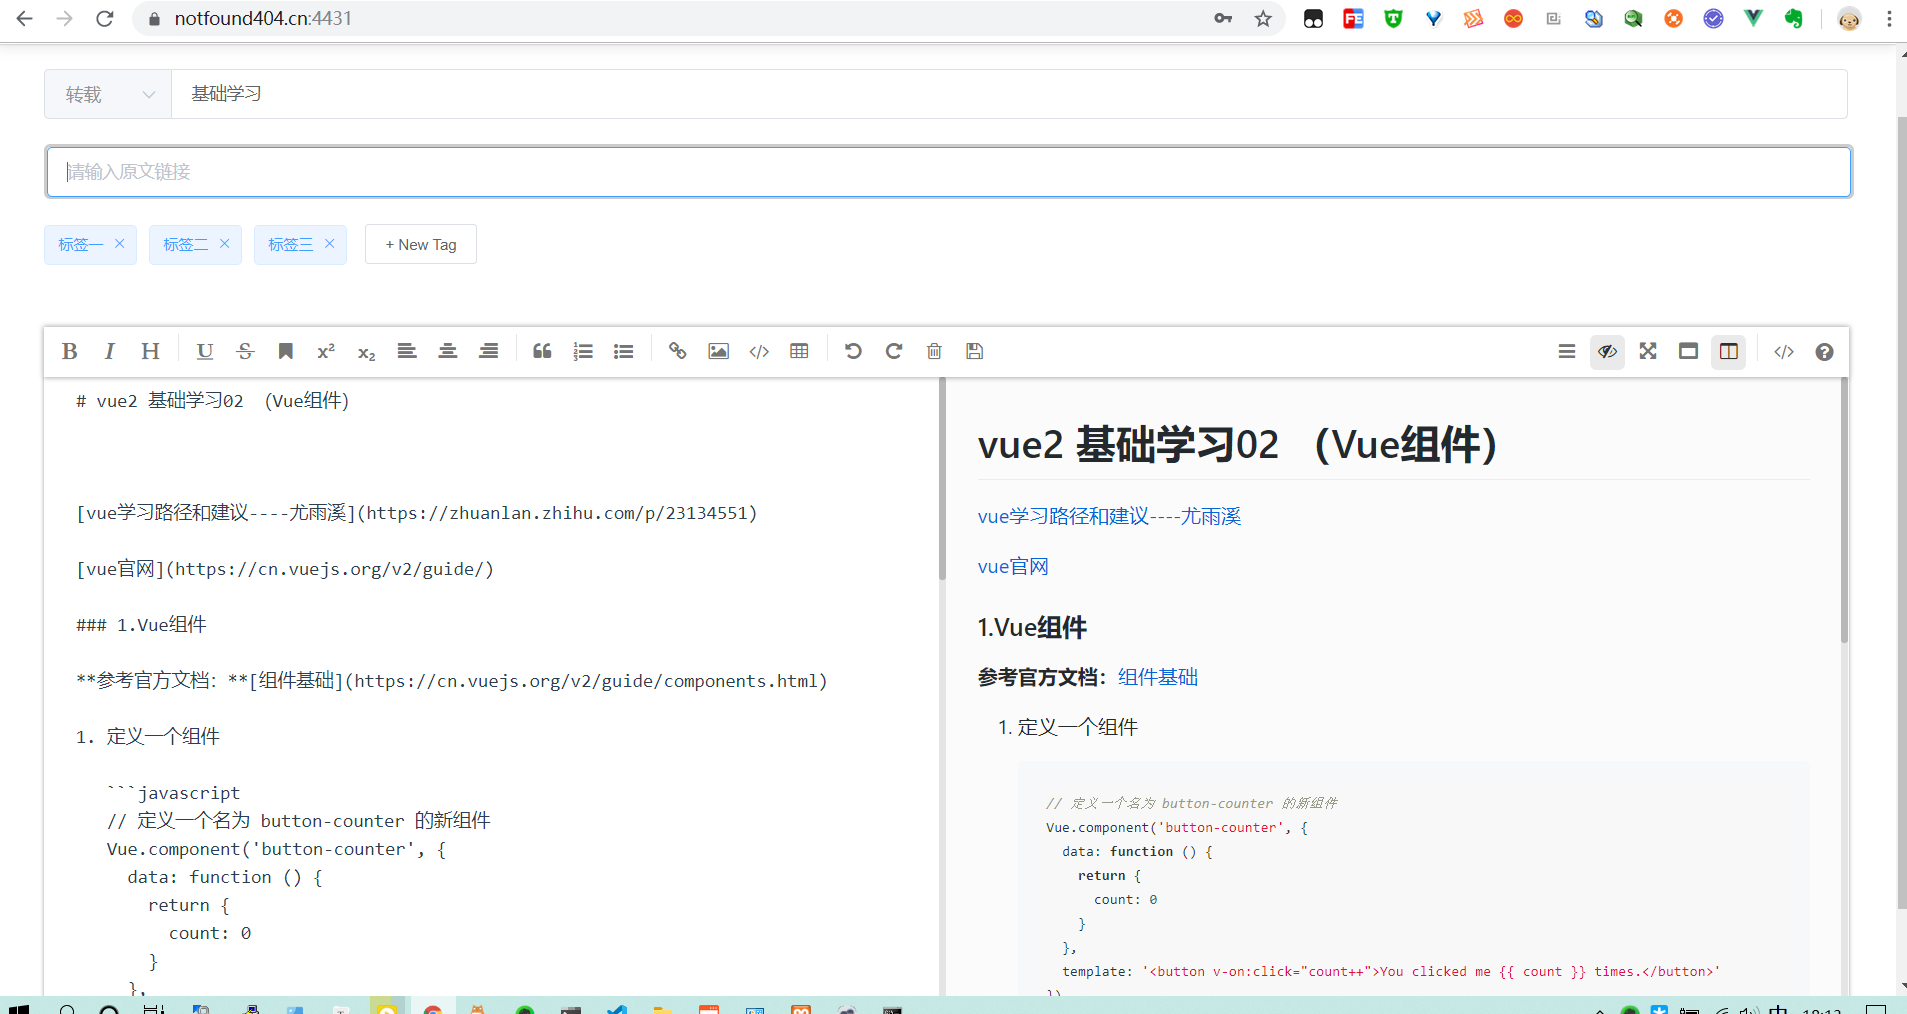 notfound404.cn:4431
转载
基础学习
请输入原文链接
标签一 ×
标签二 ×
标签三 ×
+ New Tag
# vue2 基础学习02 （Vue组件）
[vue学习路径和建议----尤雨溪](https://zhuanlan.zhihu.com/p/23134551)
[vue官网](https://cn.vuejs.org/v2/guide/)
### 1.Vue组件
**参考官方文档：**[组件基础](https://cn.vuejs.org/v2/guide/components.html)
1. 定义一个组件
```javascript
// 定义一个名为 button-counter 的新组件
Vue.component('button-counter', {
data: function () {
return {
count: 0
}
},
vue2 基础学习02 （Vue组件）
vue学习路径和建议----尤雨溪
vue官网
1.Vue组件
参考官方文档：组件基础
1. 定义一个组件
// 定义一个名为 button-counter 的新组件
Vue.component('button-counter', {
data: function () {
return {
count: 0
}
},
template: '<button v-on:click="count++">You clicked me {{ count }} times.</button>'
})